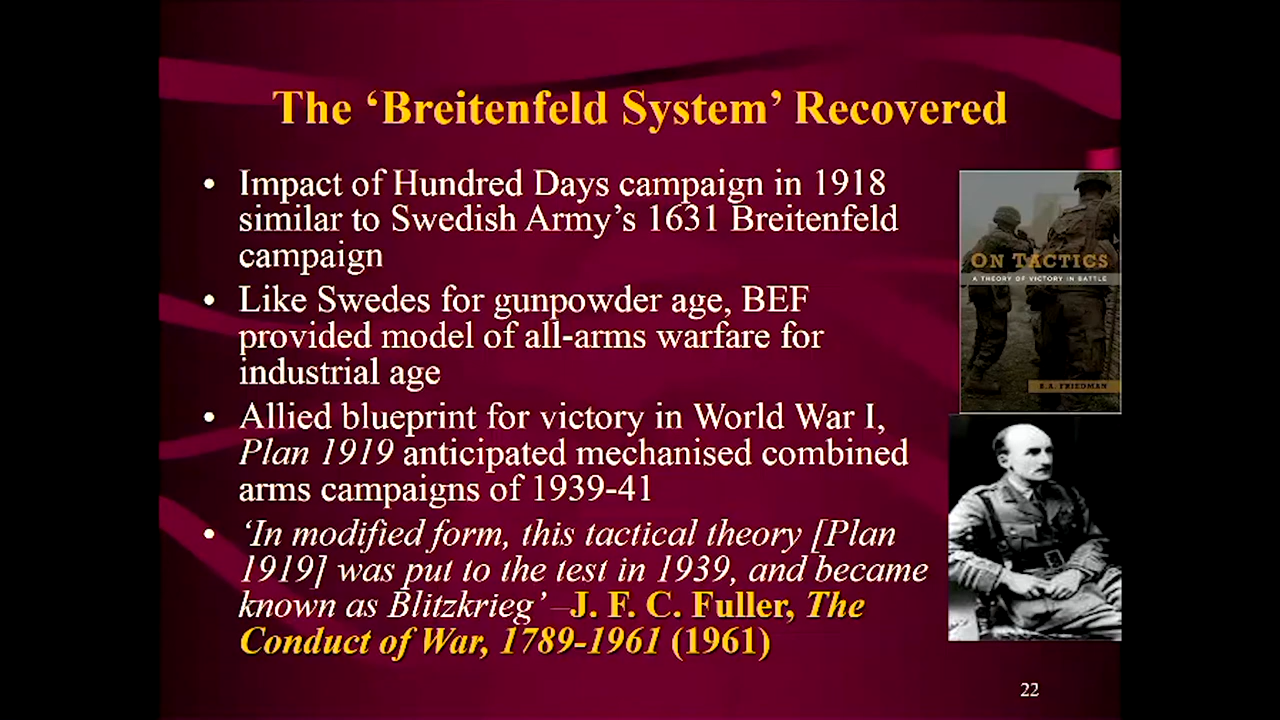 The ‘Breitenfeld System’ Recovered
• Impact of Hundred Days campaign in 1918
similar to Swedish Army’s 1631 Breitenfeld
campaign
• Like Swedes for gunpowder age, BEF
provided model of all-arms warfare for
industrial age
• Allied blueprint for victory in World War I,
Plan 1919 anticipated mechanised combined
arms campaigns of 1939-41
• ‘In modified form, this tactical theory [Plan
1919] was put to the test in 1939, and became
known as Blitzkrieg’ –J. F. C. Fuller, The
Conduct of War, 1789-1961 (1961)
ON TACTICS
A THEORY OF VICTORY IN BATTLE
B.A. FRIEDMAN
22